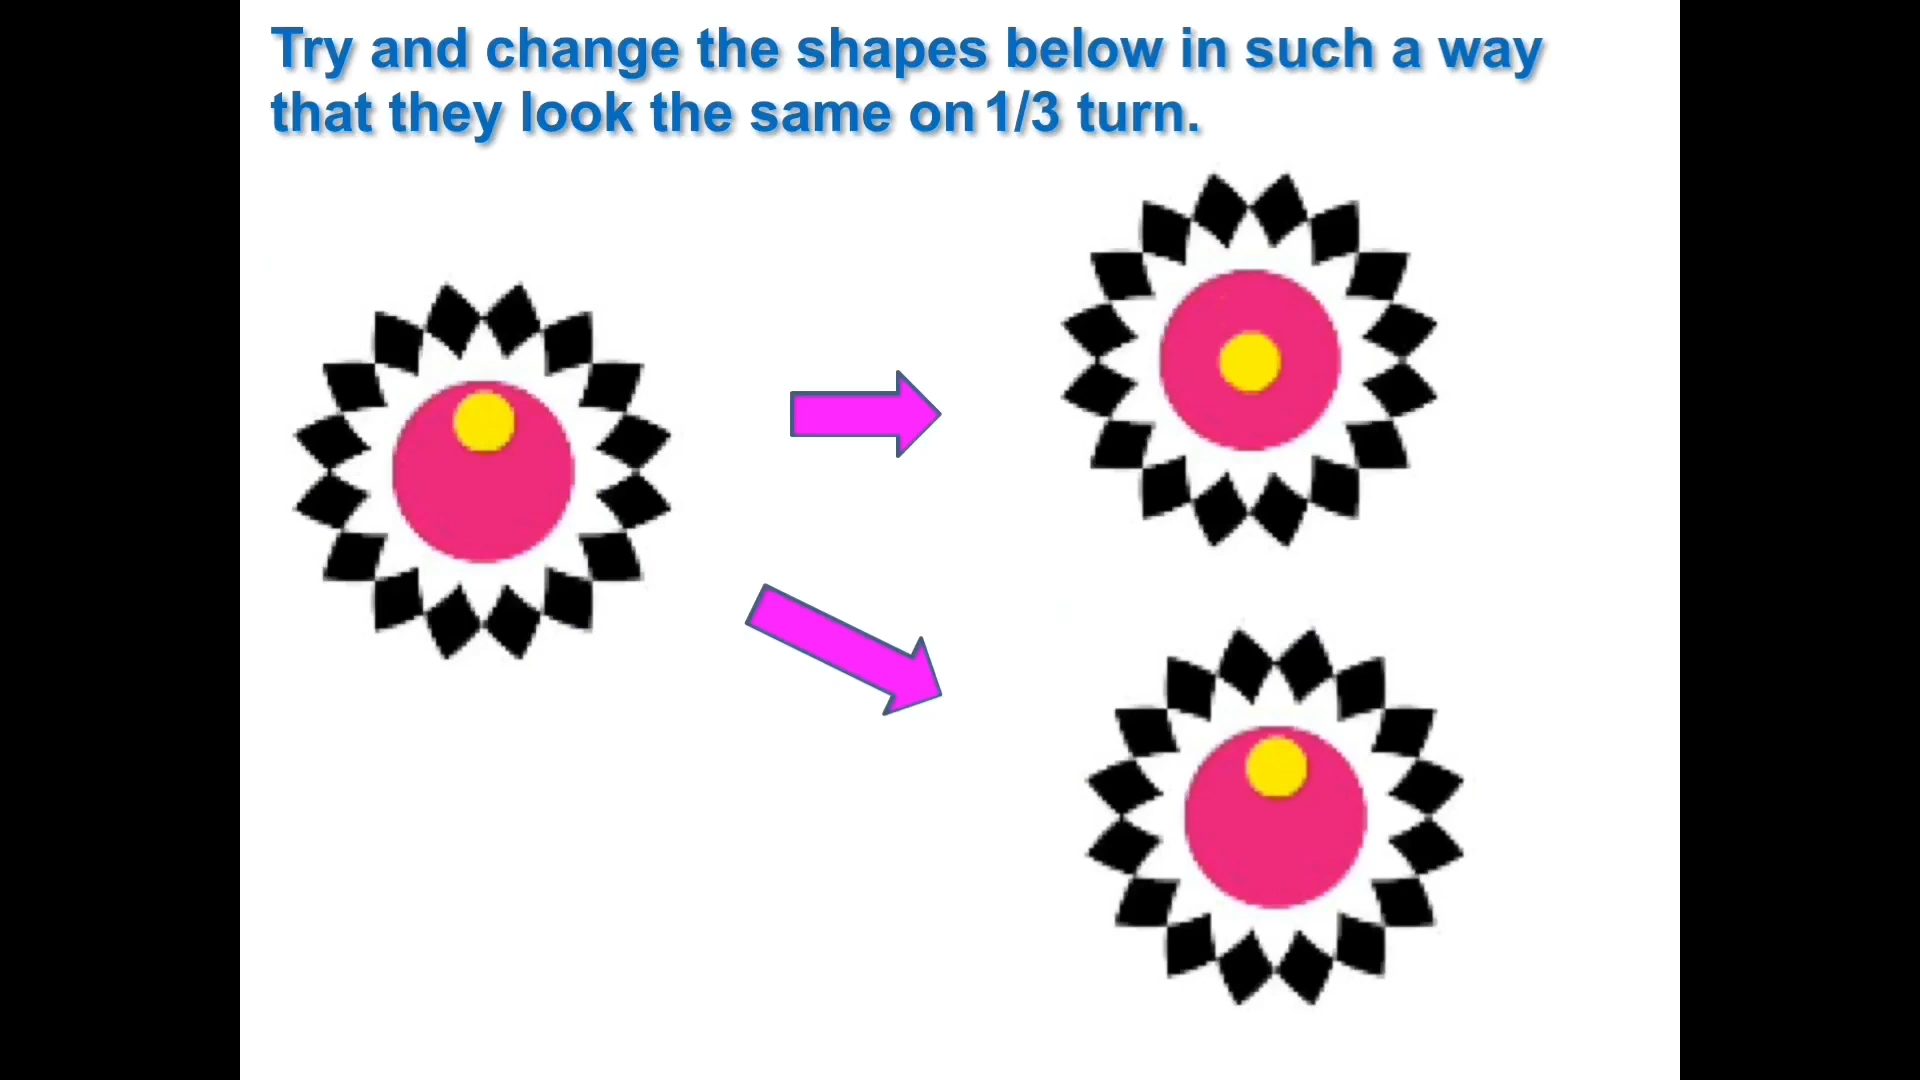 Try and change the shapes below in such a way
that they look the same on 1/3 turn.